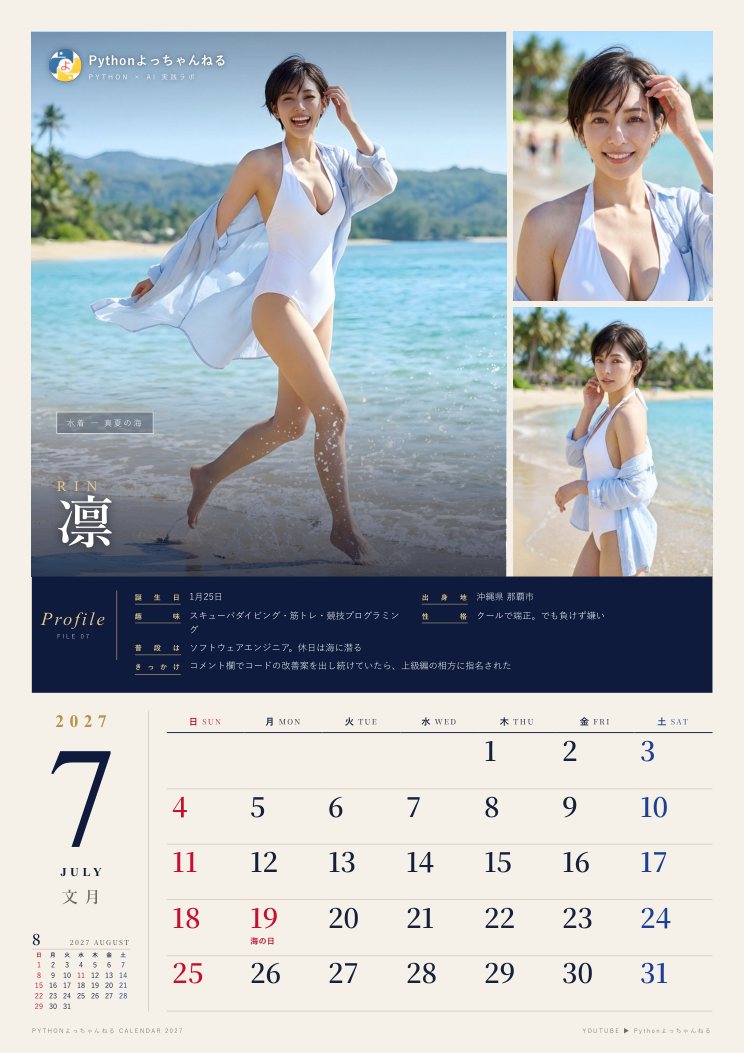 Pythonよっちゃんねる
PYTHON × AI 実践ラボ
よ
水着 — 真夏の海
RIN
凛
Profile
FILE 07
誕生日 1月25日
趣味 スキューバダイビング・筋トレ・競技プログラミン
グ
普段は ソフトウェアエンジニア。休日は海に潜る
きっかけ コメント欄でコードの改善案を出し続けていたら、上級編の相方に指名された
出身地 沖縄県 那覇市
性格 クールで端正。でも負けず嫌い
2027
7
JULY
文月
8 2027 AUGUST
日 月 火 水 木 金 土
1 2 3 4 5 6 7
8 9 10 11 12 13 14
15 16 17 18 19 20 21
22 23 24 25 26 27 28
29 30 31
日 SUN 月 MON 火 TUE 水 WED 木 THU 金 FRI 土 SAT
1 2 3
4 5 6 7 8 9 10
11 12 13 14 15 16 17
18 19 20 21 22 23 24
海の日
25 26 27 28 29 30 31
PYTHONよっちゃんねる CALENDAR 2027
YOUTUBE ▶ Pythonよっちゃんねる